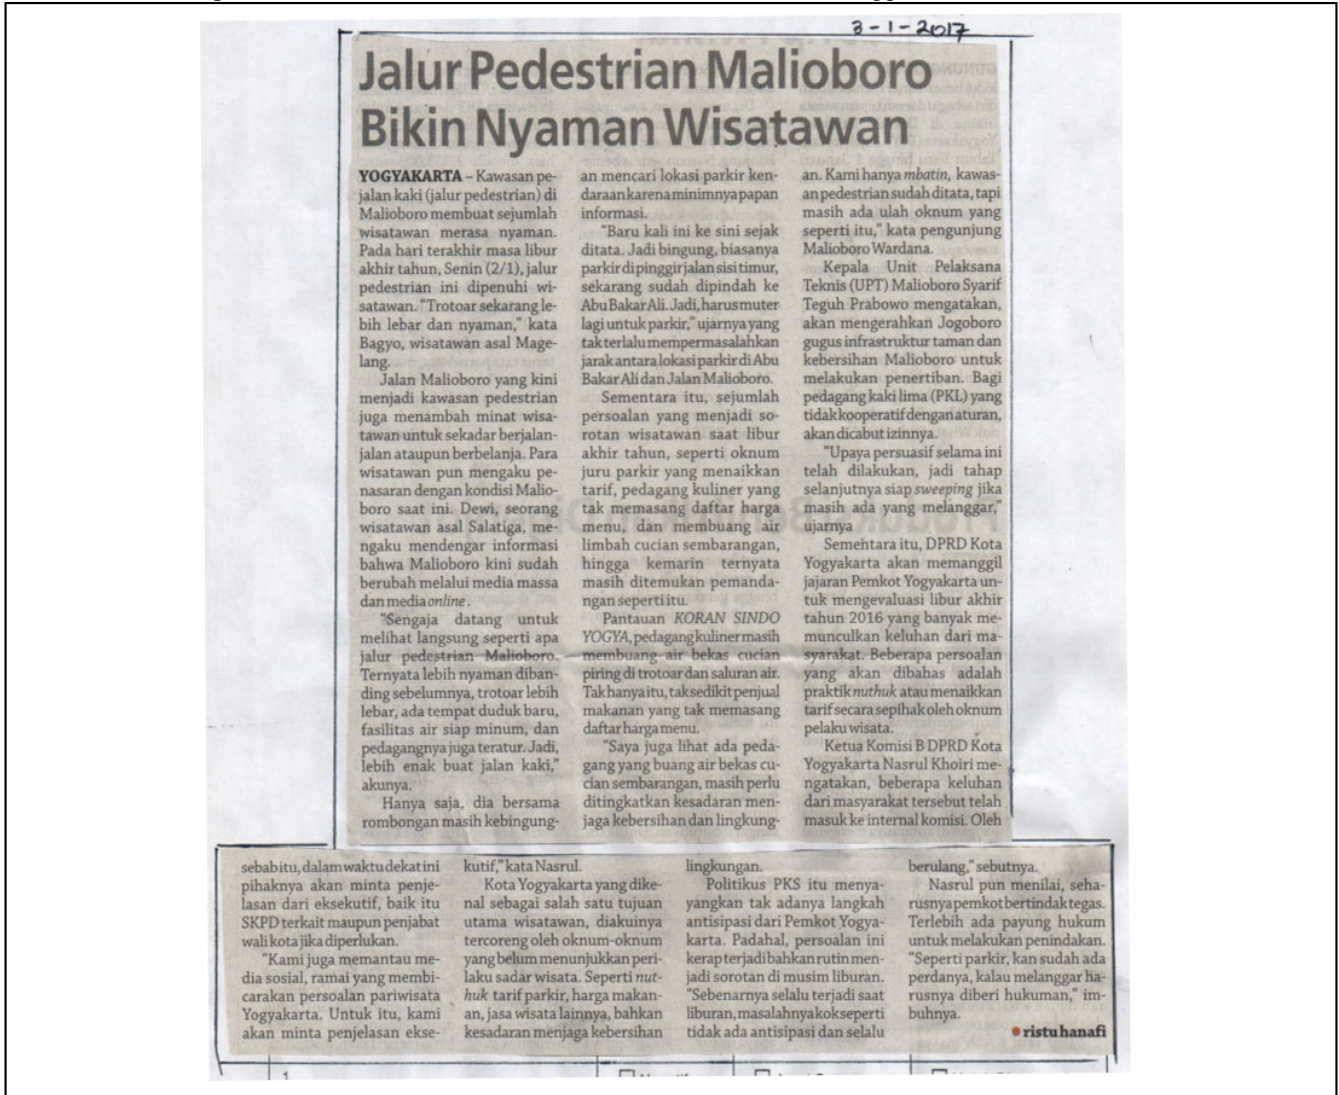 3-1-2017
Jalur Pedestrian Malioboro
Bikin Nyaman Wisatawan
YOGYAKARTA – Kawasan pe-
jalan kaki (jalur pedestrian) di
Malioboro membuat sejumlah
wisatawan merasa nyaman.
Pada hari terakhir masa libur
akhir tahun, Senin (2/1), jalur
pedestrian ini dipenuhi wi-
satawan. “Trotoar sekarang le-
bih lebar dan nyaman,” kata
Bagyo, wisatawan asal Mage-
lang.
Jalan Malioboro yang kini
menjadi kawasan pedestrian
juga menambah minat wisa-
tawan untuk sekadar berjalan-
jalan ataupun berbelanja. Para
wisatawan pun mengaku pe-
nasaran dengan kondisi Malio-
boro saat ini. Dewi, seorang
wisatawan asal Salatiga, me-
ngaku mendengar informasi
bahwa Malioboro kini sudah
berubah melalui media massa
dan media online.
“Sengaja datang untuk
melihat langsung seperti apa
jalur pedestrian Malioboro.
Ternyata lebih nyaman diban-
ding sebelumnya, trotoar lebih
lebar, ada tempat duduk baru,
fasilitas air siap minum, dan
pedagangnya juga teratur. Jadi,
lebih enak buat jalan kaki,”
akunya.
Hanya saja, dia bersama
rombongan masih kebingung-
an mencari lokasi parkir ken-
daraan karena minimnya papan
informasi.
“Baru kali ini ke sini sejak
ditata. Jadi bingung, biasanya
parkir di pinggir jalan sisi timur,
sekarang sudah dipindah ke
Abu Bakar Ali. Jadi, harus muter
lagi untuk parkir,” ujarnya yang
tak terlalu mempermasalahkan
jarak antara lokasi parkir di Abu
Bakar Ali dan Jalan Malioboro.
Sementara itu, sejumlah
persoalan yang menjadi so-
rotan wisatawan saat libur
akhir tahun, seperti oknum
juru parkir yang menaikkan
tarif, pedagang kuliner yang
tak memasang daftar harga
menu, dan membuang air
limbah cucian sembarangan,
hingga kemarin ternyata
masih ditemukan pemanda-
ngan seperti itu.
Pantauan KORAN SINDO
YOGYA, pedagang kuliner masih
membuang air bekas cucian
piring di trotoar dan saluran air.
Tak hanya itu, tak sedikit penjual
makanan yang tak memasang
daftar harga menu.
“Saya juga lihat ada peda-
gang yang buang air bekas cu-
cian sembarangan, masih perlu
ditingkatkan kesadaran men-
jaga kebersihan dan lingkung-
an. Kami hanya mbatin, kawas-
an pedestrian sudah ditata, tapi
masih ada ulah oknum yang
seperti itu,” kata pengunjung
Malioboro Wardana.
Kepala Unit Pelaksana
Teknis (UPT) Malioboro Syarif
Teguh Prabowo mengatakan,
akan mengerahkan Jogoboro
gugus infrastruktur taman dan
kebersihan Malioboro untuk
melakukan penertiban. Bagi
pedagang kaki lima (PKL) yang
tidak kooperatif dengan aturan,
akan dicabut izinnya.
“Upaya persuasif selama ini
telah dilakukan, jadi tahap
selanjutnya siap sweeping jika
masih ada yang melanggar,”
ujarnya
Sementara itu, DPRD Kota
Yogyakarta akan memanggil
jajaran Pemkot Yogyakarta un-
tuk mengevaluasi libur akhir
tahun 2016 yang banyak me-
munculkan keluhan dari ma-
syarakat. Beberapa persoalan
yang akan dibahas adalah
praktik nuthuk atau menaikkan
tarif secara sepihak oleh oknum
pelaku wisata.
Ketua Komisi B DPRD Kota
Yogyakarta Nasrul Khoiri me-
ngatakan, beberapa keluhan
dari masyarakat tersebut telah
masuk ke internal komisi. Oleh
sebab itu, dalam waktu dekat ini
pihaknya akan minta penje-
lasan dari eksekutif, baik itu
SKPD terkait maupun penjabat
wali kota jika diperlukan.
“Kami juga memantau me-
dia sosial, ramai yang membi-
carakan persoalan pariwisata
Yogyakarta. Untuk itu, kami
akan minta penjelasan ekse-
kutif,” kata Nasrul.
Kota Yogyakarta yang dike-
nal sebagai salah satu tujuan
utama wisatawan, diakuinya
tercoreng oleh oknum-oknum
yang belum menunjukkan peri-
laku sadar wisata. Seperti nut-
huk tarif parkir, harga makan-
an, jasa wisata lainnya, bahkan
kesadaran menjaga kebersihan
lingkungan.
Politikus PKS itu menya-
yangkan tak adanya langkah
antisipasi dari Pemkot Yogya-
karta. Padahal, persoalan ini
kerap terjadi bahkan rutin men-
jadi sorotan di musim liburan.
“Sebenarnya selalu terjadi saat
liburan, masalahnya kok seperti
tidak ada antisipasi dan selalu
berulang,” sebutnya.
Nasrul pun menilai, seha-
rusnya pemkot bertindak tegas.
Terlebih ada payung hukum
untuk melakukan penindakan.
“Seperti parkir, kan sudah ada
perdanya, kalau melanggar ha-
rusnya diberi hukuman,” im-
buhnya.
● ristu hanafi